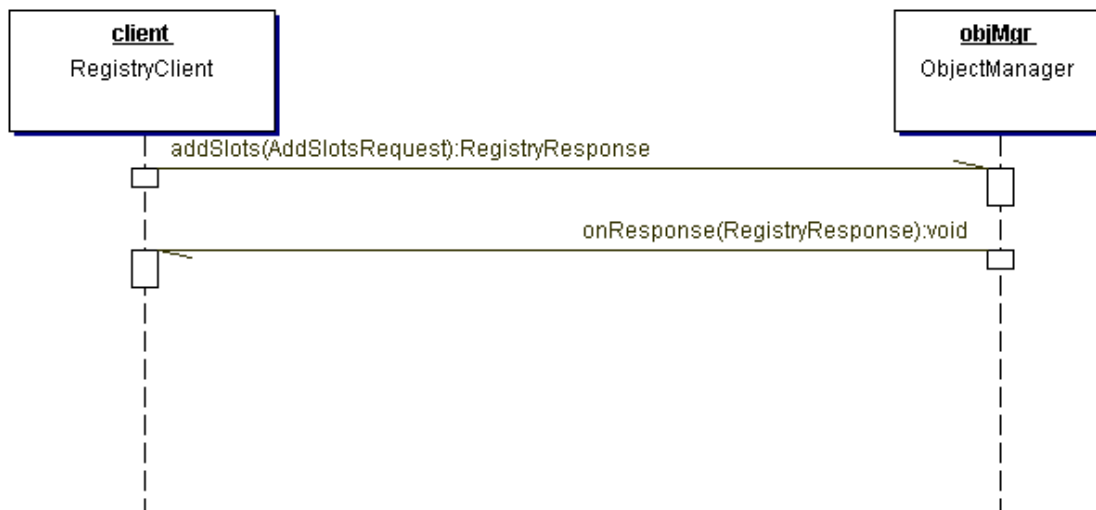 client
RegistryClient
objMgr
ObjectManager
addSlots(AddSlotsRequest):RegistryResponse
onResponse(RegistryResponse):void